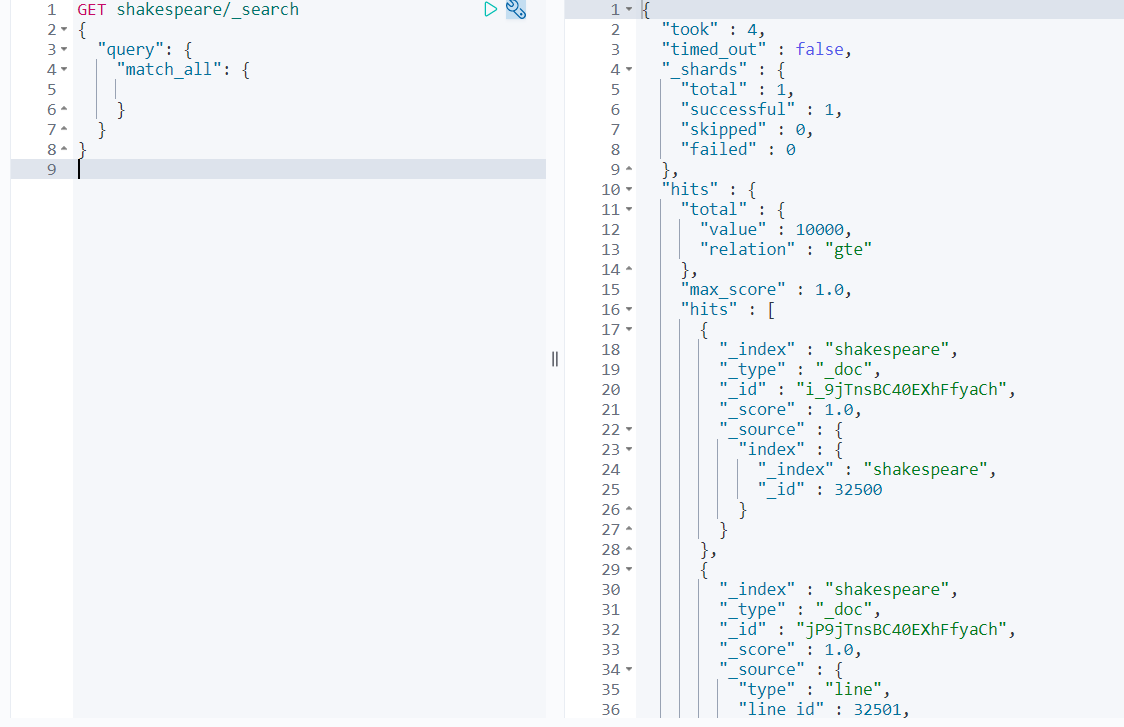 1 GET shakespeare/_search
2 {
3 "query": {
4 "match_all": {
5
6 }
7 }
8 }
9
1 {
2 "took" : 4,
3 "timed_out" : false,
4 "_shards" : {
5 "total" : 1,
6 "successful" : 1,
7 "skipped" : 0,
8 "failed" : 0
9 },
10 "hits" : {
11 "total" : {
12 "value" : 10000,
13 "relation" : "gte"
14 },
15 "max_score" : 1.0,
16 "hits" : [
17 {
18 "_index" : "shakespeare",
19 "_type" : "_doc",
20 "_id" : "i_9jTnsBC40EXhFfyaCh",
21 "_score" : 1.0,
22 "_source" : {
23 "index" : {
24 "_index" : "shakespeare",
25 "_id" : 32500
26 }
27 }
28 },
29 {
30 "_index" : "shakespeare",
31 "_type" : "_doc",
32 "_id" : "jP9jTnsBC40EXhFfyaCh",
33 "_score" : 1.0,
34 "_source" : {
35 "type" : "line",
36 "line_id" : 32501,